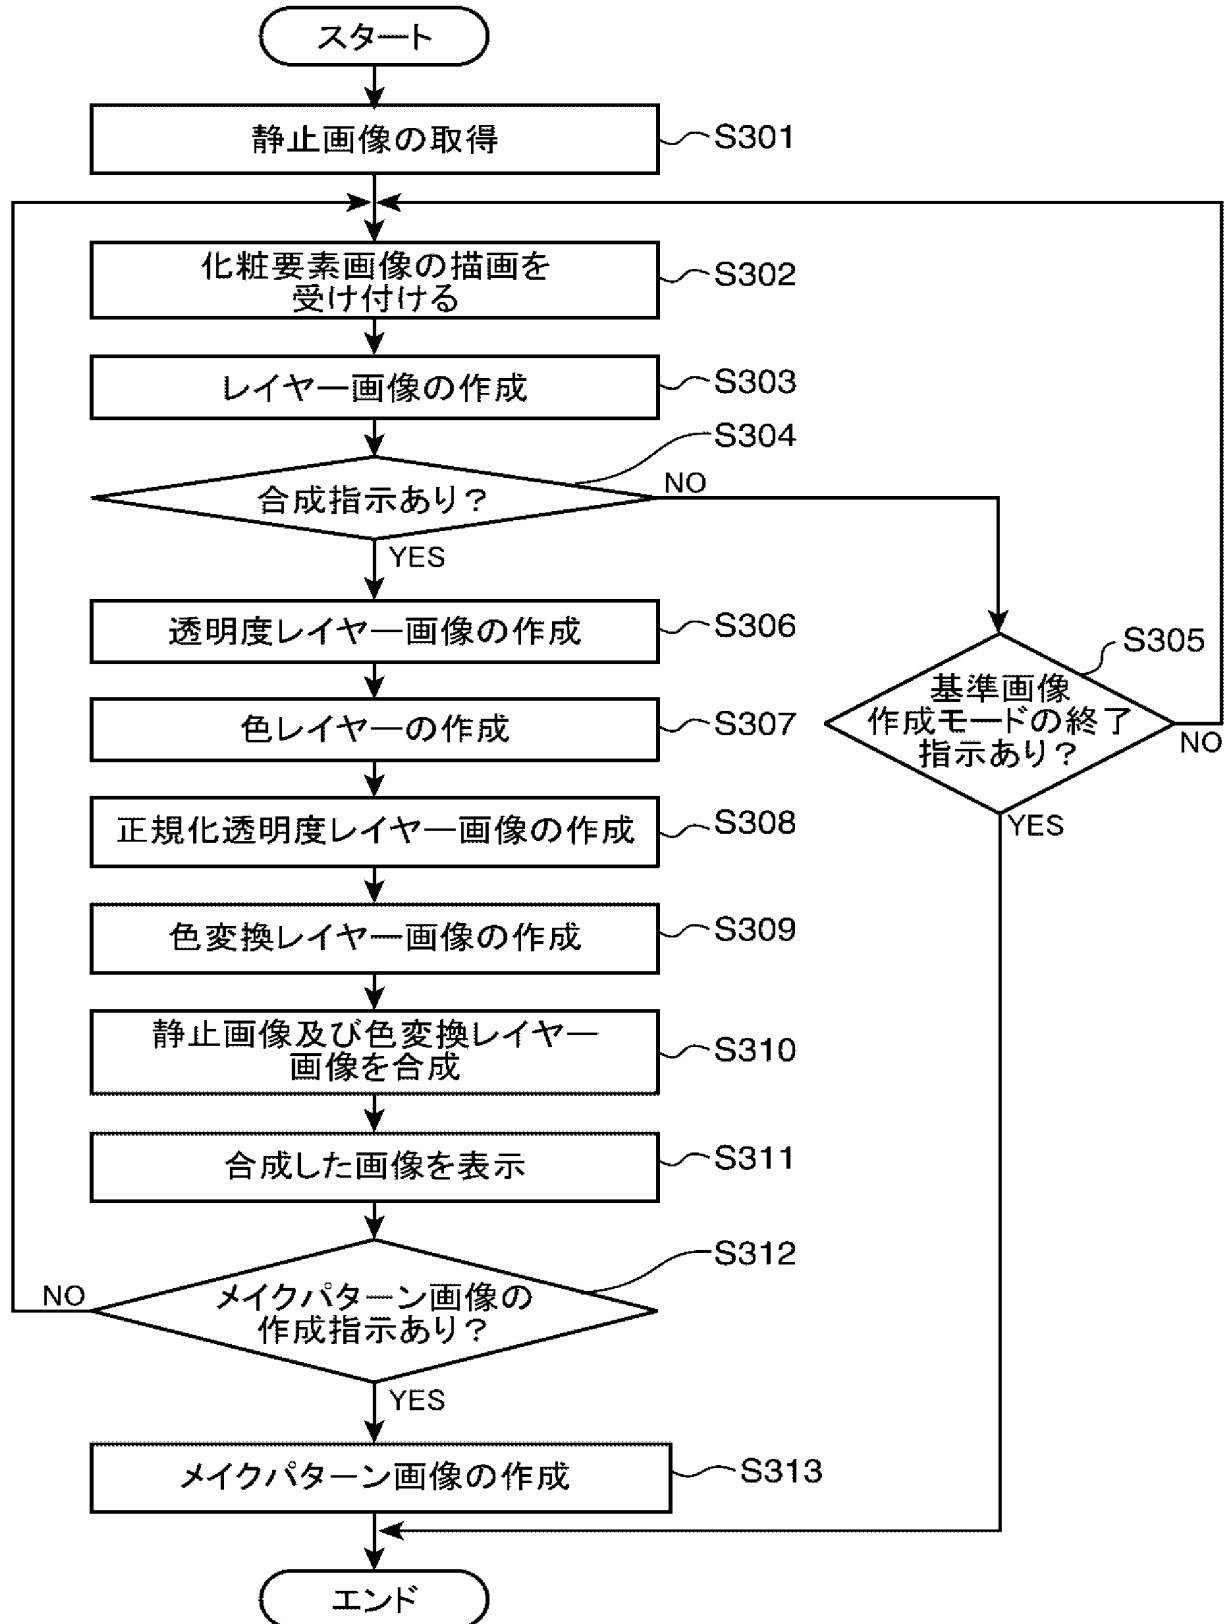 スタート
静止画像の取得
S301
化粧要素画像の描画を
受け付ける
S302
レイヤー画像の作成
S303
合成指示あり?
S304
NO
YES
透明度レイヤー画像の作成
S306
基準画像
作成モードの終了
指示あり?
S305
NO
YES
色レイヤーの作成
S307
正規化透明度レイヤー画像の作成
S308
色変換レイヤー画像の作成
S309
静止画像及び色変換レイヤー
画像を合成
S310
合成した画像を表示
S311
メイクパターン画像の
作成指示あり?
S312
NO
YES
メイクパターン画像の作成
S313
エンド